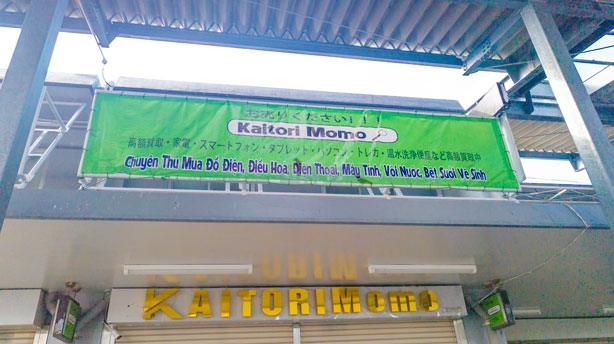 お売りください!!!
Kaitori Momo
高額買取・家電・スマートフォン・タブレット・パソコン・トレカ・温水洗浄便座など高額買取中
Chuyên Thu Mua Đồ Điện, Điều Hoà, Điện Thoại, Máy Tính, Vòi Nước, Bệt Sưởi Vệ Sinh
KAITORI Momo